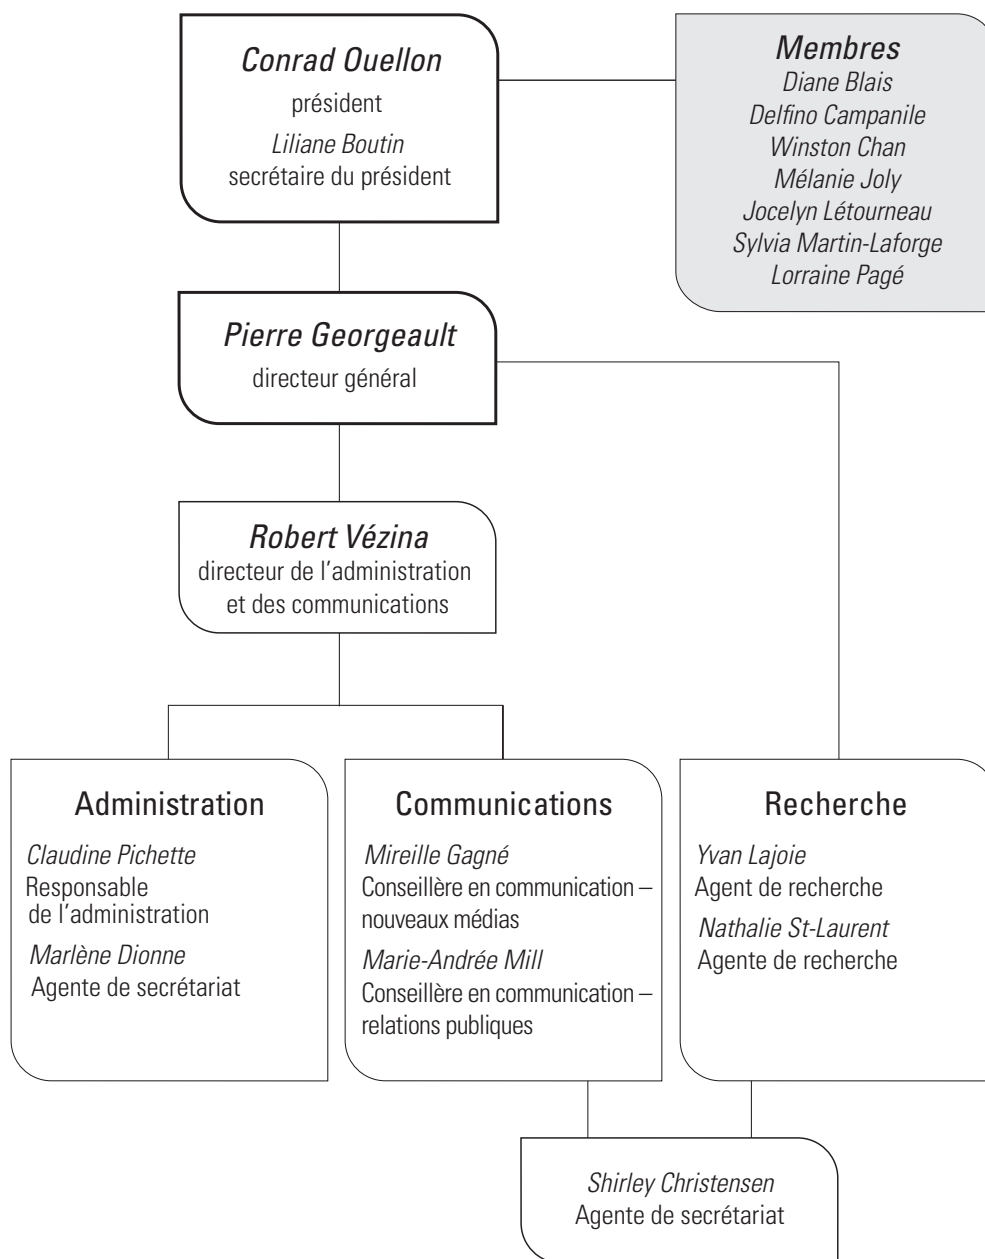 Conrad Ouellon
président
Liliane Boutin
secrétaire du président
Membres
Diane Blais
Delfino Campanile
Winston Chan
Mélanie Joly
Jocelyn Létourneau
Sylvia Martin-Laforge
Lorraine Pagé
Pierre Georgeault
directeur général
Robert Vézina
directeur de l’administration
et des communications
Administration
Claudine Pichette
Responsable
de l’administration
Marlène Dionne
Agente de secrétariat
Communications
Mireille Gagné
Conseillère en communication –
nouveaux médias
Marie-Andrée Mill
Conseillère en communication –
relations publiques
Recherche
Yvan Lajoie
Agent de recherche
Nathalie St-Laurent
Agente de recherche
Shirley Christensen
Agente de secrétariat